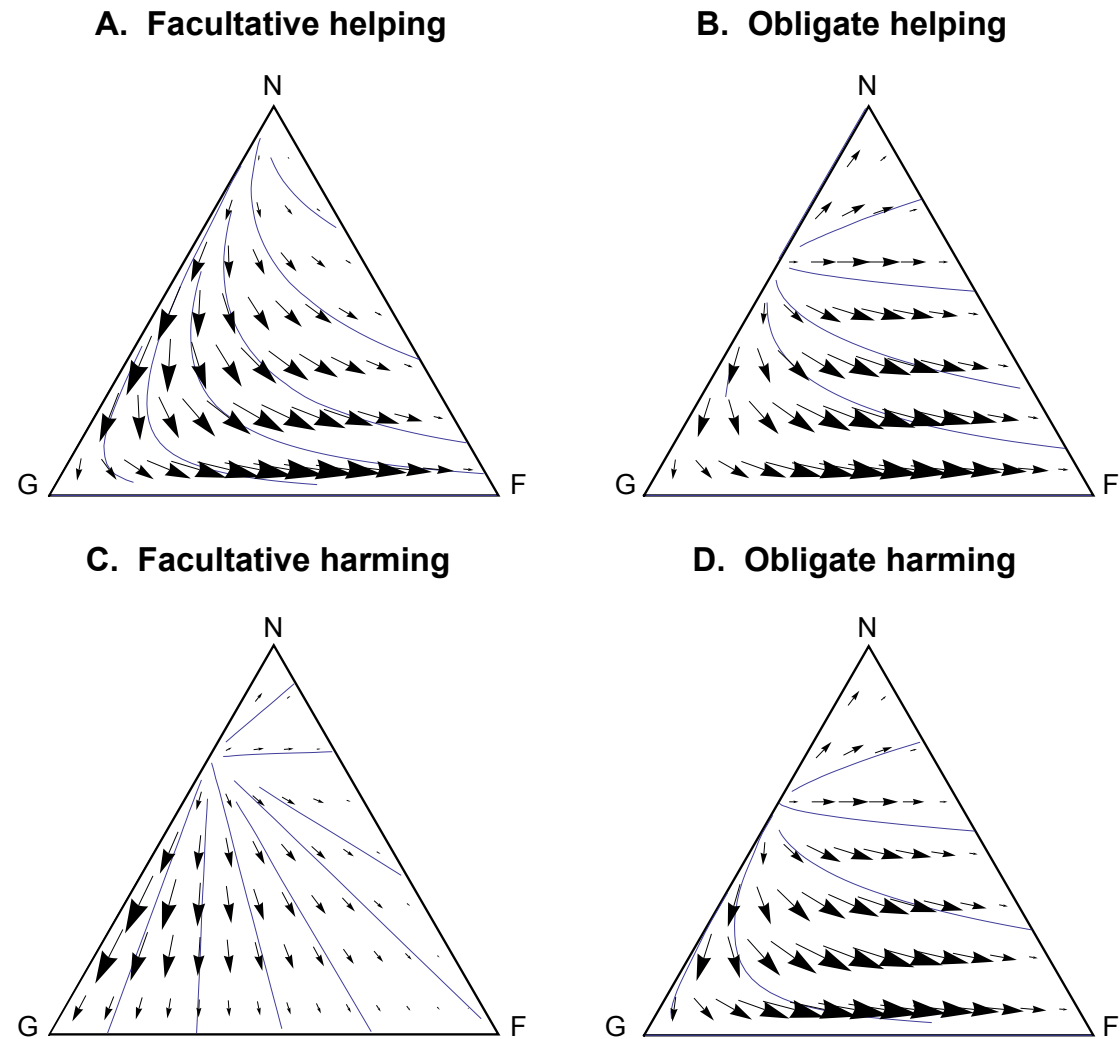 A. Facultative helping
B. Obligate helping
N
N
G
F
G
F
C. Facultative harming
D. Obligate harming
N
N
G
F
G
F